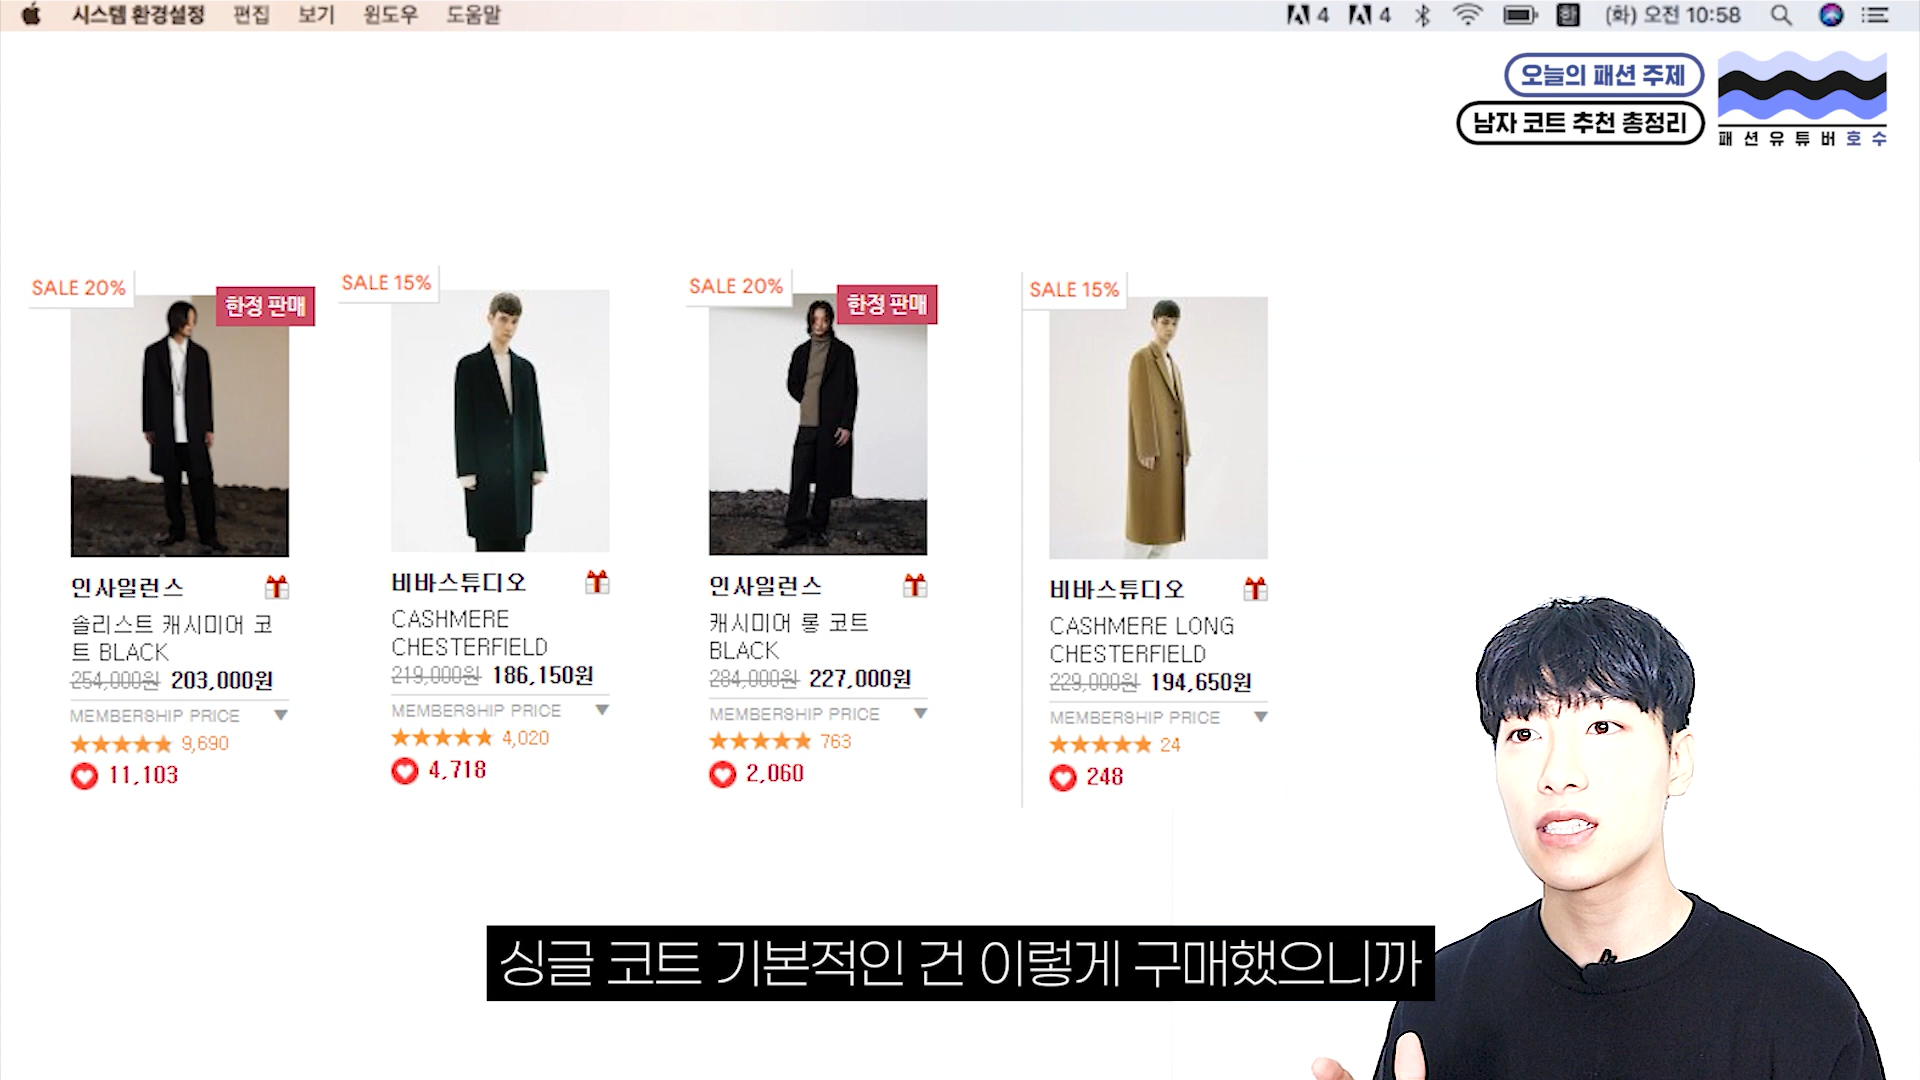 시스템 환경설정 편집 보기 윈도우 도움말
4 4 한 (화) 오전 10:58
오늘의 패션 주제
남자 코트 추천 총정리
패션유튜버호수
SALE 20%
한정 판매
인사일런스
솔리스트 캐시미어 코
트 BLACK
254,000원 203,000원
MEMBERSHIP PRICE ▼
★★★★★ 9,690
11,103
SALE 15%
비바스튜디오
CASHMERE
CHESTERFIELD
219,000원 186,150원
MEMBERSHIP PRICE ▼
★★★★★ 4,020
4,718
SALE 20%
한정 판매
인사일런스
캐시미어 롱 코트
BLACK
284,000원 227,000원
MEMBERSHIP PRICE ▼
★★★★★ 763
2,060
SALE 15%
비바스튜디오
CASHMERE LONG
CHESTERFIELD
229,000원 194,650원
MEMBERSHIP PRICE ▼
★★★★★ 24
248
싱글 코트 기본적인 건 이렇게 구매했으니까